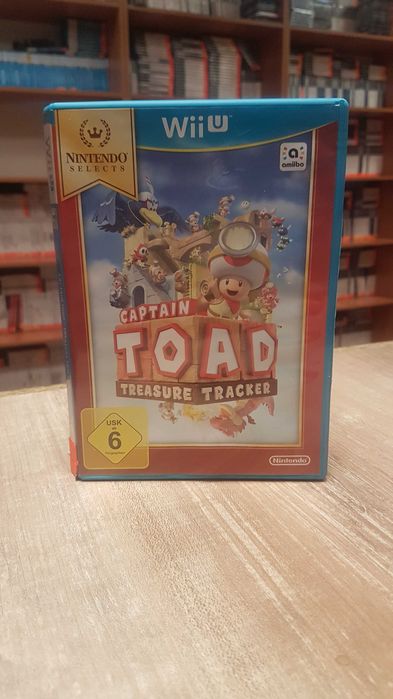 NINTENDO
SELECTS
Wii U
a
amiibo
CAPTAIN
TOAD
TREASURE TRACKER
USK
ab
6
Nintendo